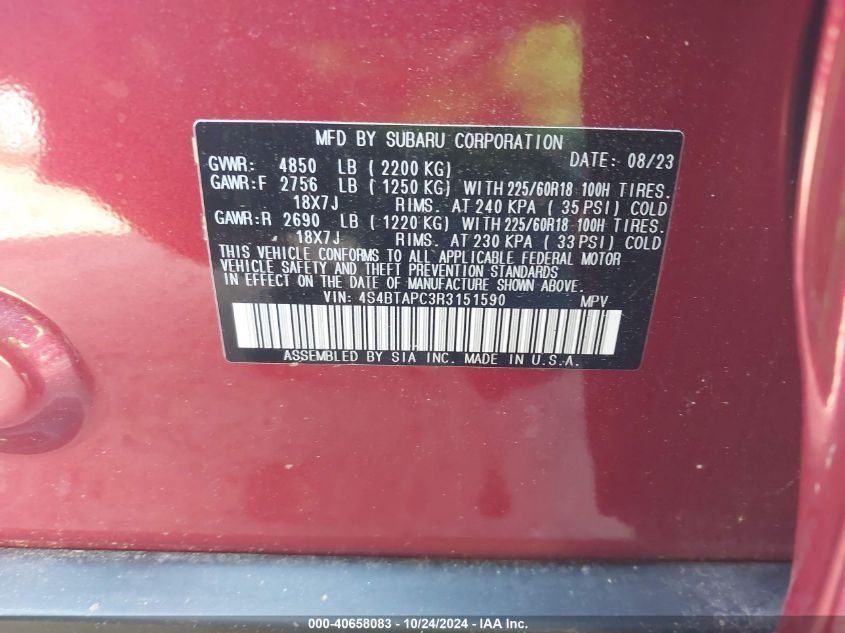 MFD BY SUBARU CORPORATION
GVWR: 4850 LB ( 2200 KG) DATE: 08/23
GAWR:F 2756 LB ( 1250 KG) WITH 225/60R18 100H TIRES.
18X7J RIMS. AT 240 KPA ( 35 PSI) COLD
GAWR:R 2690 LB ( 1220 KG) WITH 225/60R18 100H TIRES.
18X7J RIMS. AT 230 KPA ( 33 PSI) COLD
THIS VEHICLE CONFORMS TO ALL APPLICABLE FEDERAL MOTOR
VEHICLE SAFETY AND THEFT PREVENTION STANDARDS
IN EFFECT ON THE DATE OF MANUFACTURE SHOWN ABOVE.
VIN: 4S4BTAPC3R3151590 MPV
ASSEMBLED BY SIA INC. MADE IN U.S.A.
000-40658083 - 10/24/2024 - IAA Inc.